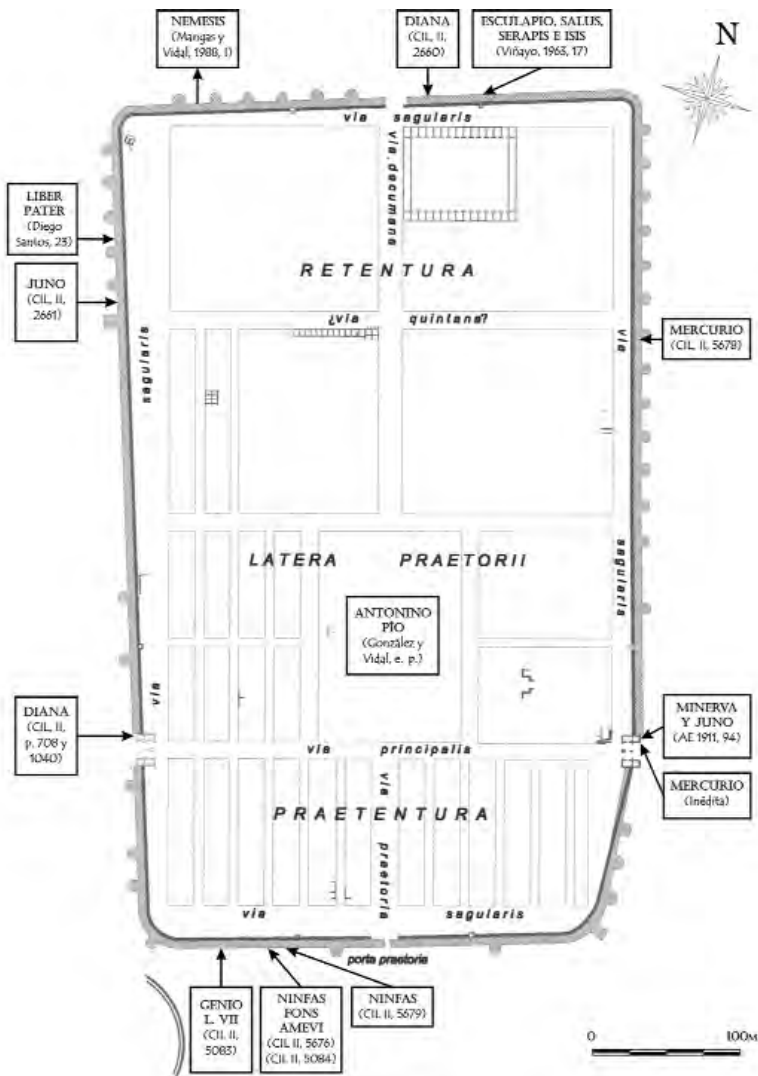 NEMESIS
(Mangas y
Vidal, 1988, 1)
DIANA
(CIL, II,
2660)
ESCULAPIO, SALUS,
SERAPIS E ISIS
(Viñayo, 1963, 17)
N
via sagularis
via decumana
LIBER
PATER
(Diego
Santos, 23)
RETENTURA
JUNO
(CIL, II,
2661)
¿via quintana?
via
MERCURIO
(CIL, II, 5678)
sagularis
LATERA PRAETORII
sagularis
ANTONINO
PÍO
(González y
Vidal, e. p.)
via
DIANA
(CIL, II,
p. 708 y
1040)
MINERVA
Y JUNO
(AE 1911, 94)
via principalis
MERCURIO
(Inédita)
via
PRAETENTURA
praetoria
via sagularis
porta praetoria
GENIO
L. VII
(CIL II,
5083)
NINFAS
FONS
AMEVI
(CIL II, 5676)
(CIL II, 5084)
NINFAS
(CIL II, 5679)
0 100M